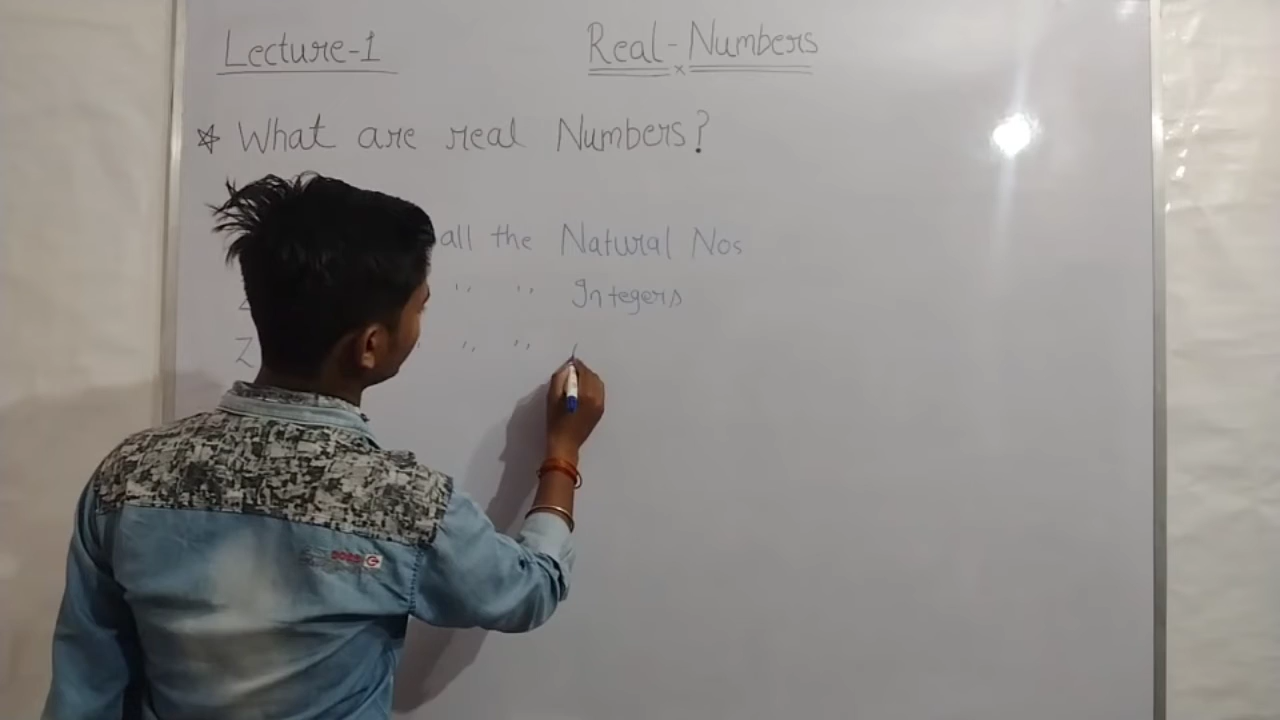 Lecture-1
Real-Numbers
What are real Numbers?
all the Natural Nos
" " Integers
Z " "